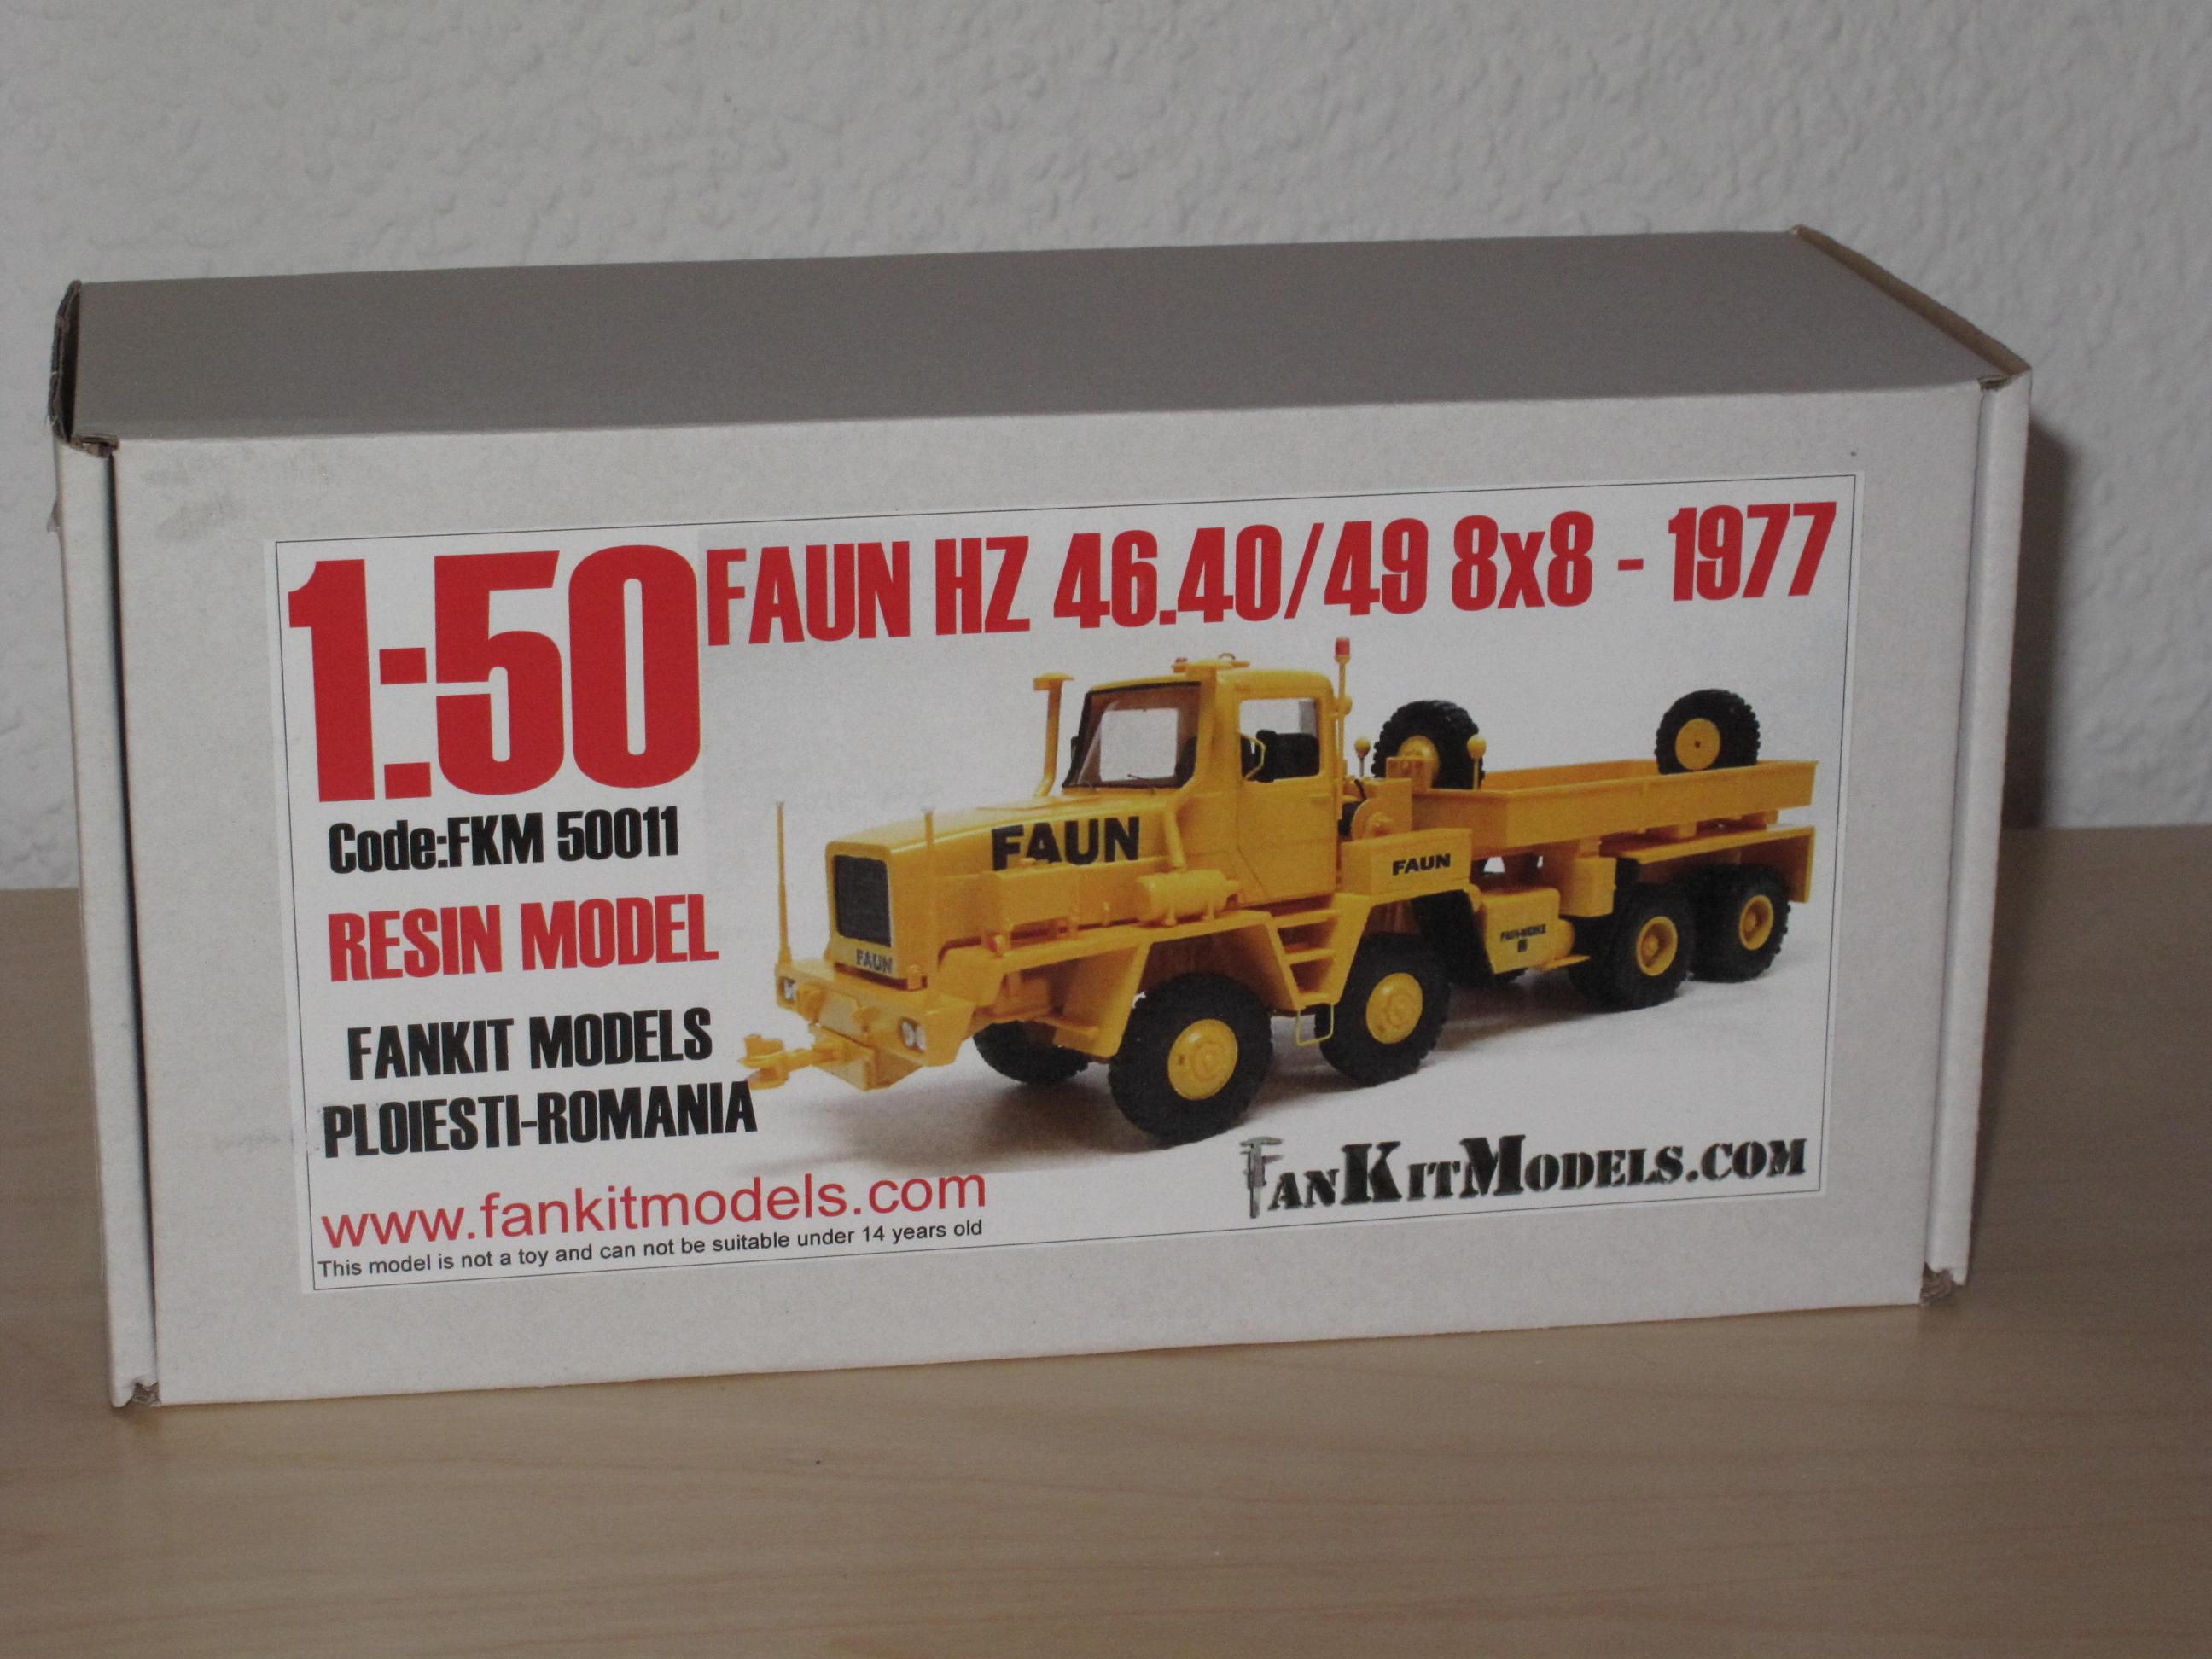 1:50
FAUN HZ 46.40/49 8x8 - 1977
Code:FKM 50011
RESIN MODEL
FANKIT MODELS
PLOIESTI-ROMANIA
www.fankitmodels.com
This model is not a toy and can not be suitable under 14 years old
FAUN
FAUN
FAUN
FAUN-WERKE
FANKITMODELS.COM